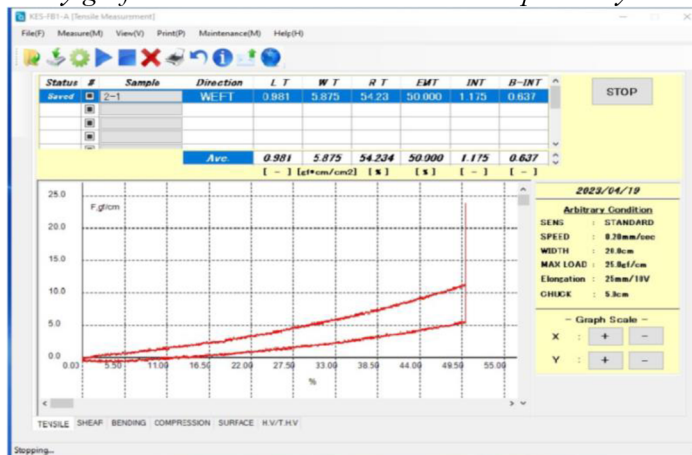 KES-FB1-A [Tensile Measurement]
File(F) Measure(M) View(V) Print(P) Maintenance(M) Help(H)
Status # Sample Direction L T W T R T EMT INT B-INT
Saved 2-1 WEFT 0.981 5.875 54.23 50.000 1.175 0.637
STOP
Ave. 0.981 5.875 54.234 50.000 1.175 0.637
[ - ] [gf*cm/cm2] [ % ] [ % ] [ - ] [ - ]
25.0
F,gf/cm
20.0
15.0
10.0
5.0
0.0
0.00 5.50 11.00 16.50 22.00 27.50 33.00 38.50 44.00 49.50 55.00
%
2023/04/19
Arbitrary Condition
SENS : STANDARD
SPEED : 0.20mm/sec
WIDTH : 20.0cm
MAX LOAD : 25.0gf/cm
Elongation : 25mm/10V
CHUCK : 5.0cm
- Graph Scale -
X : + -
Y : + -
TENSILE SHEAF BENDING COMPRESSION SURFACE H.V/T.H.V
Stopping...